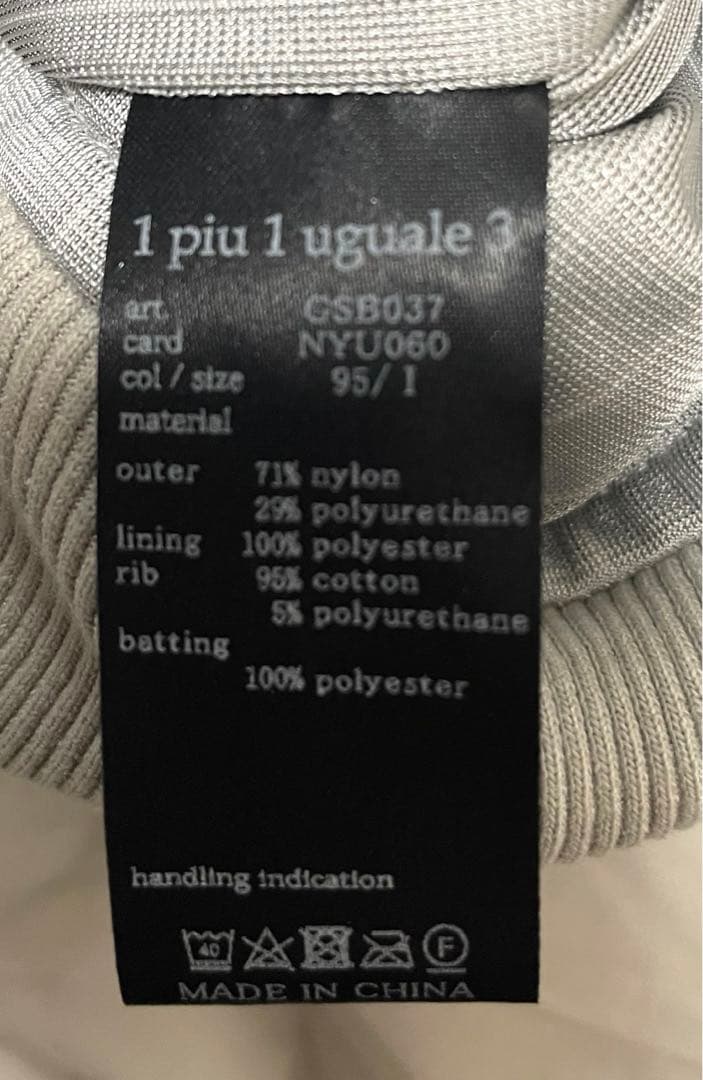 1 piu 1 uguale 3
art. GSB037
card NYU060
col / size 95/ I
material
outer 71% nylon
29% polyurethane
lining 100% polyester
rib 95% cotton
5% polyurethane
batting
100% polyester
handling indication
40 F
MADE IN CHINA